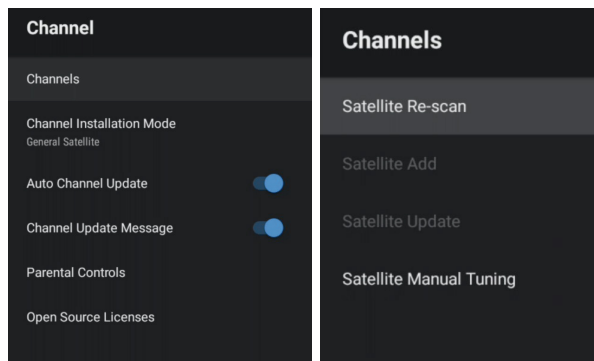 Channel
Channels
Channel Installation Mode
General Satellite
Auto Channel Update
Channel Update Message
Parental Controls
Open Source Licenses
Channels
Satellite Re-scan
Satellite Add
Satellite Update
Satellite Manual Tuning